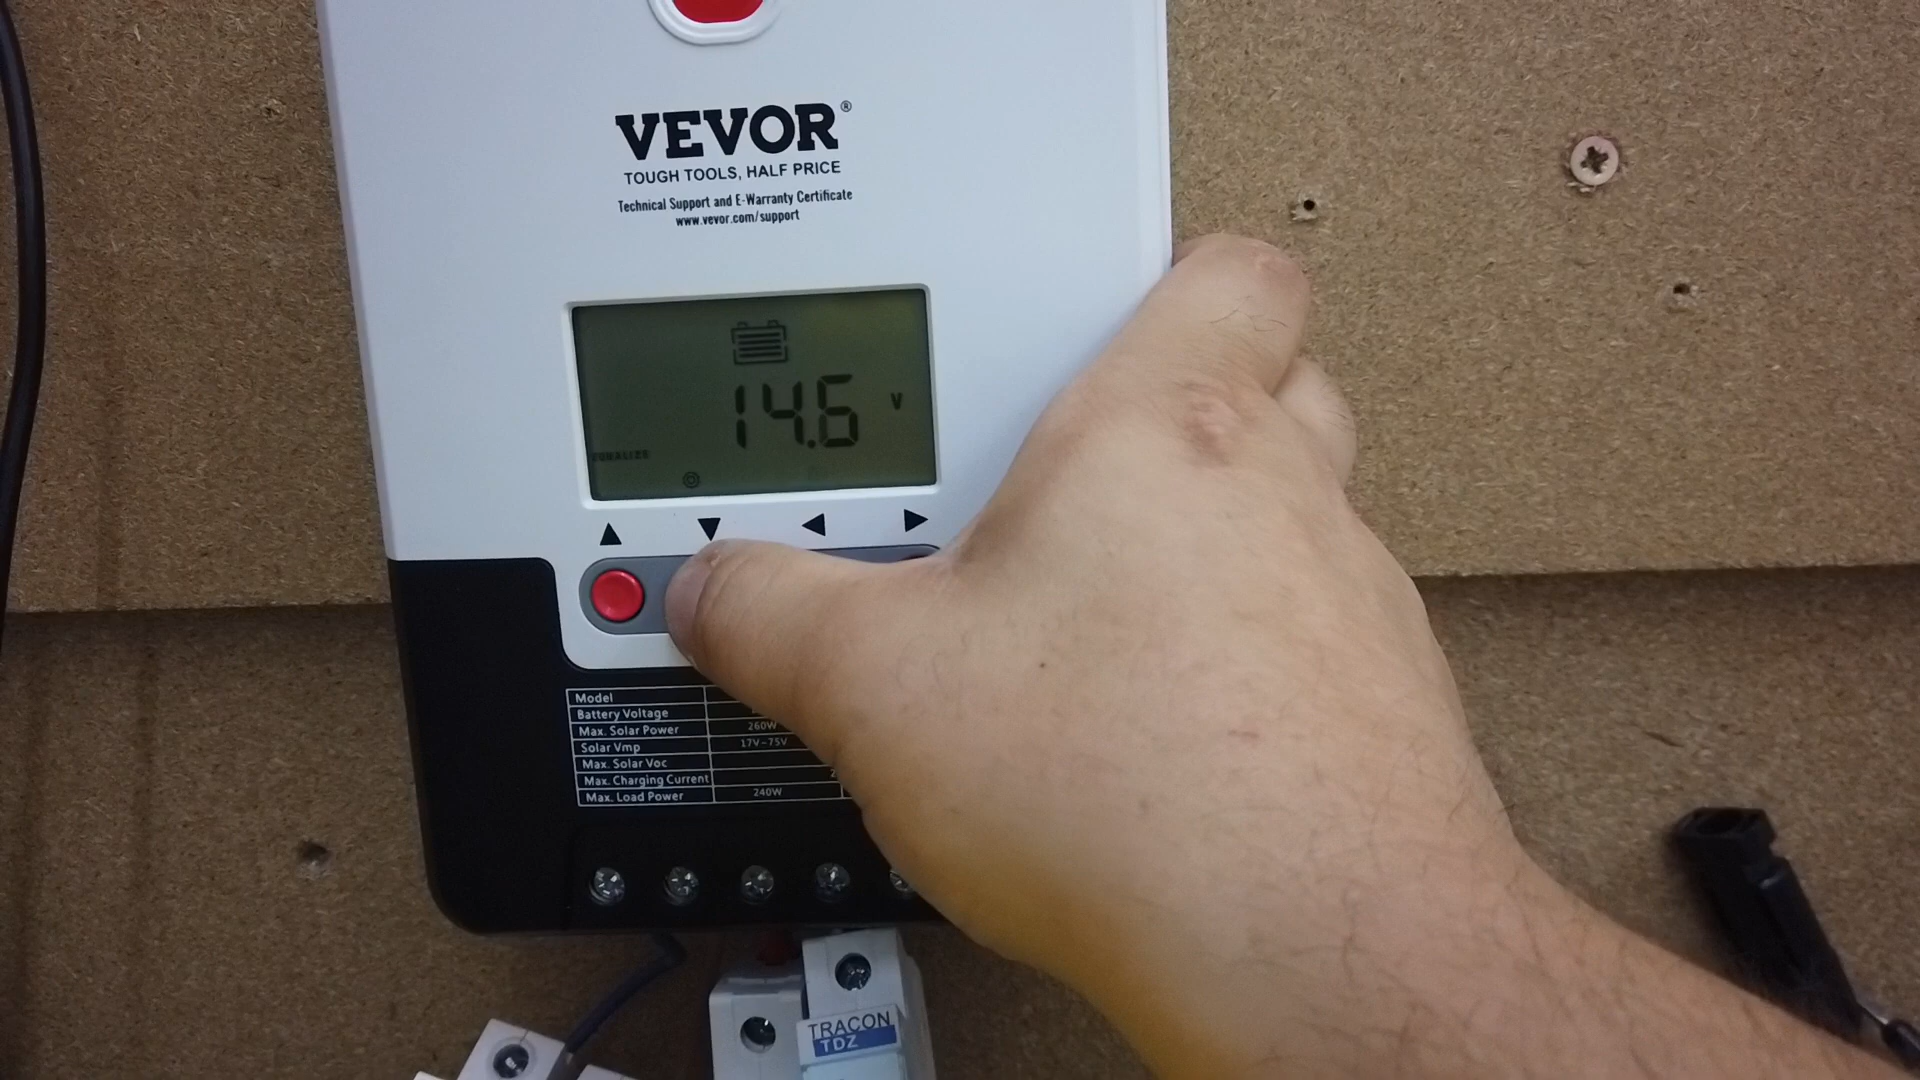 VEVOR®
TOUGH TOOLS, HALF PRICE
Technical Support and E-Warranty Certificate
www.vevor.com/support
14.6 V
EQUALIZE
Model
Battery Voltage
Max. Solar Power 260W
Solar Vmp 17V-75V
Max. Solar Voc
Max. Charging Current 2
Max. Load Power 240W
TRACON
TDZ